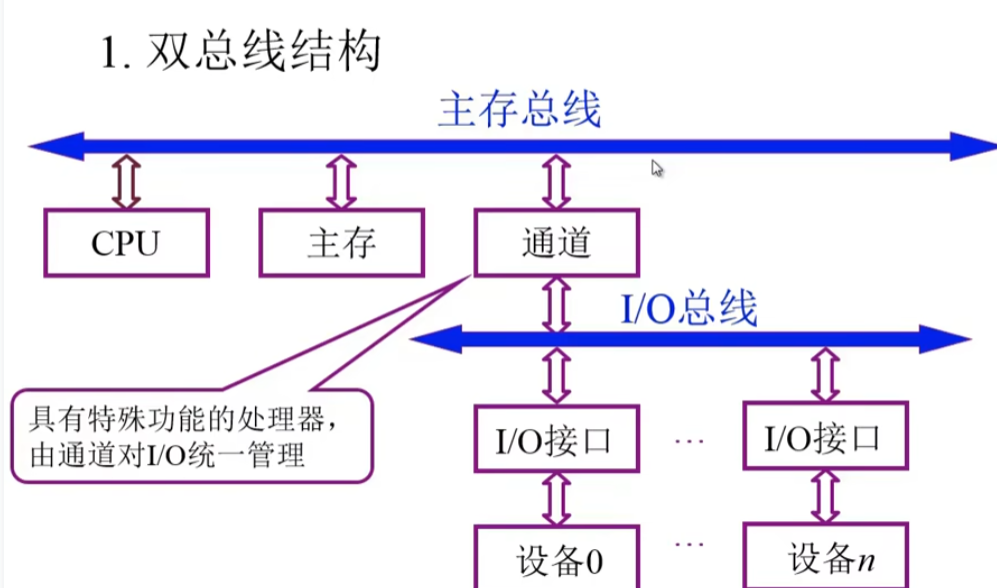 1. 双总线结构
主存总线
CPU
主存
通道
I/O总线
具有特殊功能的处理器，
由通道对I/O统一管理
I/O接口
…
I/O接口
设备0
…
设备n